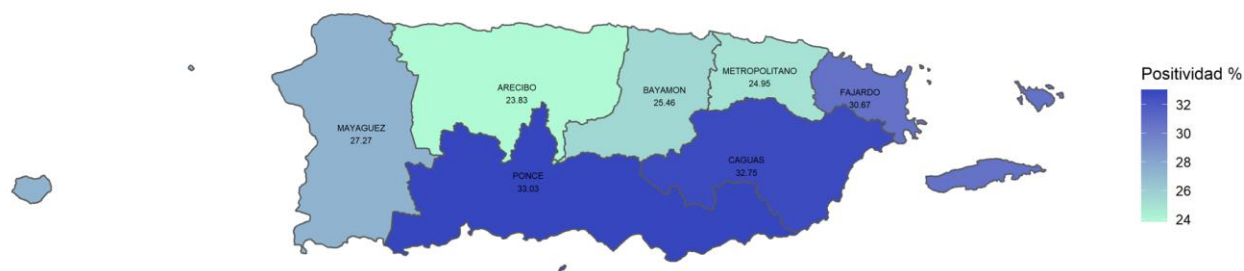 METROPOLITANO
24.95
ARECIBO
23.83
BAYAMON
25.46
FAJARDO
30.67
MAYAGUEZ
27.27
CAGUAS
32.75
PONCE
33.03
Positividad %
32
30
28
26
24